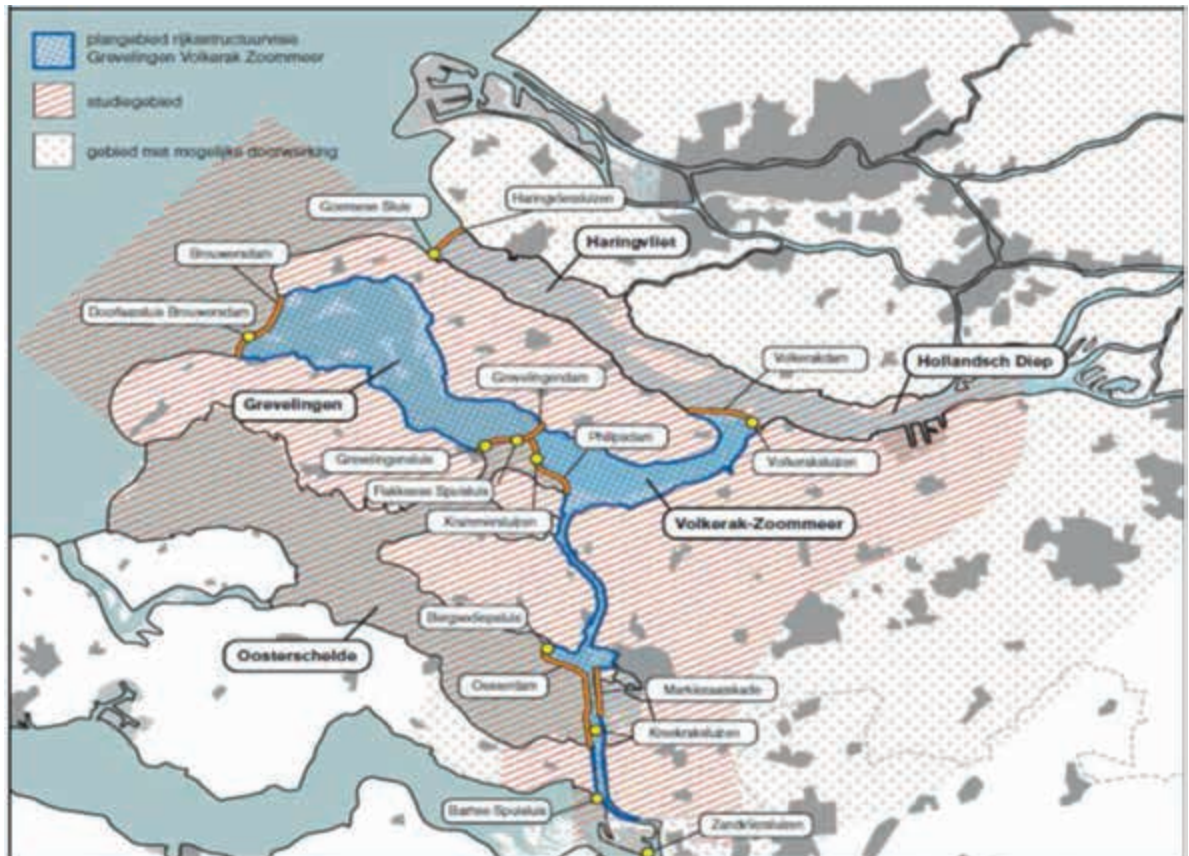 plangebied rijksstructuurvisie
Grevelingen Volkerak Zoommeer
studiegebied
gebied met mogelijke doorwerking
Goereese Sluis
Haringvlietsluizen
Haringvliet
Brouwersdam
Doorlaatsluis Brouwersdam
Volkerakdam
Hollandsch Diep
Grevelingendam
Grevelingen
Philipsdam
Grevelingensluis
Volkeraksluizen
Flakkeese Spuisluis
Krammersluizen
Volkerak-Zoommeer
Bergsediepsluis
Oosterschelde
Oesterdam
Markiezaatskade
Kreekraksluizen
Bathse Spuisluis
Zandvlietsluizen